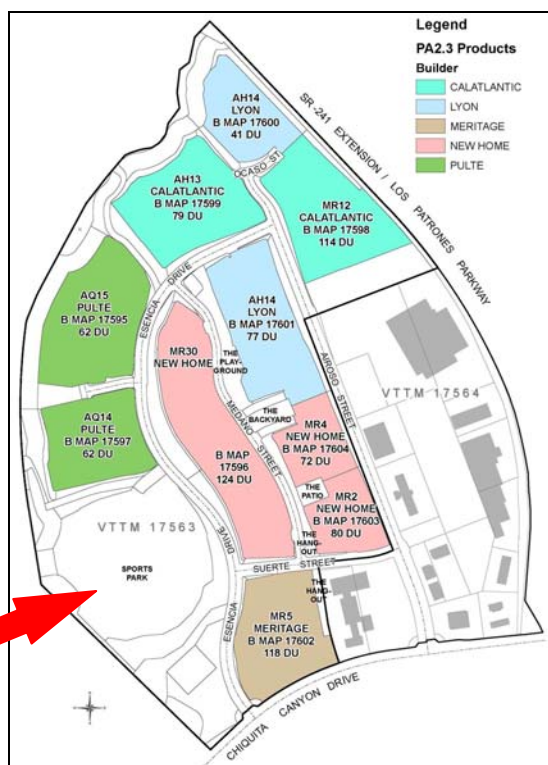 Legend
PA2.3 Products
Builder
CALATLANTIC
LYON
MERITAGE
NEW HOME
PULTE
SR-241 EXTENSION / LOS PATRONES PARKWAY
AH14
LYON
B MAP 17600
41 DU
OCASO ST.
AH13
CALATLANTIC
B MAP 17599
79 DU
MR12
CALATLANTIC
B MAP 17598
114 DU
ESENCIA DRIVE
AQ15
PULTE
B MAP 17595
62 DU
AH14
LYON
B MAP 17601
77 DU
MR30
NEW HOME
THE
PLAY-
GROUND
AIROSO STREET
VTTM 17564
MEDANO STREET
THE
BACKYARD
AQ14
PULTE
B MAP 17597
62 DU
MR4
NEW HOME
B MAP 17604
72 DU
B MAP
17596
124 DU
THE
PATIO
MR2
NEW HOME
B MAP 17603
80 DU
VTTM 17563
THE
HANG-
OUT
SUERTE STREET
SPORTS
PARK
ESENCIA DRIVE
THE
HANG-
OUT
MR5
MERITAGE
B MAP 17602
118 DU
CHIQUITA CANYON DRIVE